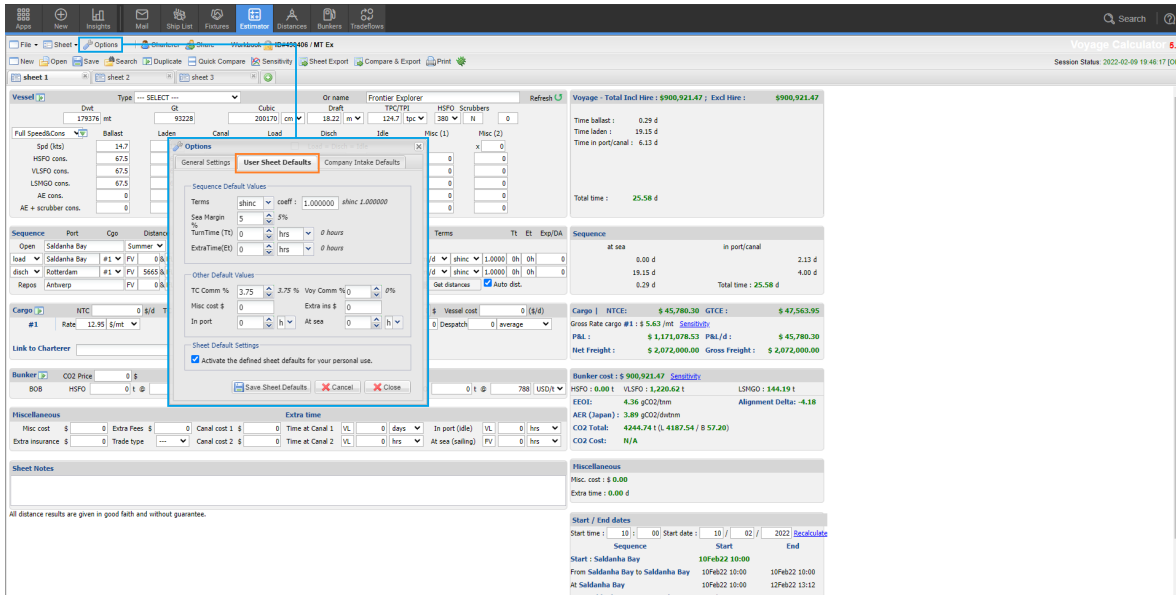 Apps New Insights Mail Ship List Fixtures Estimator Distances Bunkers Tradeflows Search
File Sheet Options Charterer Share Workbook ID#498406 / MT Ex Voyage Calculator 5.
New Open Save Search Duplicate Quick Compare Sensitivity Sheet Export Compare & Export Print Session Status: 2022-02-09 19:46:17 [O
sheet 1 sheet 2 sheet 3
Vessel Type --- SELECT --- Or name Frontier Explorer Refresh
Dwt Gt Cubic Draft TPC/TPI HSFO Scrubbers
179376 mt 93228 200170 cm 18.22 m 124.7 tpc 380 N 0
Full Speed&Cons Ballast Laden Canal Load Disch Idle Misc (1) Misc (2)
Spd (kts) 14.7 x 0
HSFO cons. 67.5 0 0
VLSFO cons. 67.5 0 0
LSMGO cons. 67.5 0 0
AE cons. 0 0 0
AE + scrubber cons. 0 0 0
Voyage - Total Incl Hire : $900,921.47 ; Excl Hire : $900,921.47
Time ballast : 0.29 d
Time laden : 19.15 d
Time in port/canal : 6.13 d
Total time : 25.58 d
Options
General Settings User Sheet Defaults Company Intake Defaults
Sequence Default Values
Terms shinc coeff : 1.000000 shinc 1.000000
Sea Margin % 5 5%
TurnTime (Tt) 0 hrs 0 hours
ExtraTime(Et) 0 hrs 0 hours
Other Default Values
TC Comm % 3.75 3.75 % Voy Comm % 0 0%
Misc cost $ 0 Extra ins $ 0
In port 0 h At sea 0 h
Sheet Default Settings
Activate the defined sheet defaults for your personal use.
Save Sheet Defaults Cancel Close
Sequence Port Cgo Distanc Terms Tt Et Exp/DA
Open Saldanha Bay Summer
load Saldanha Bay #1 FV 0 /d shinc 1.0000 0h 0h 0
disch Rotterdam #1 FV 5665 /d shinc 1.0000 0h 0h 0
Repos Antwerp FV 0 Get distances Auto dist.
Sequence
at sea in port/canal
0.00 d 2.13 d
19.15 d 4.00 d
0.29 d Total time : 25.58 d
Cargo NTC 0 $/d T $ Vessel cost 0 ($/d)
#1 Rate 12.95 $/mt 0 Despatch 0 average
Link to Charterer
Cargo | NTCE: $ 45,780.30 GTCE : $ 47,563.95
Gross Rate cargo #1 : $ 5.63 /mt Sensitivity
P&L : $ 1,171,078.53 P&L/d : $ 45,780.30
Net Freight : $ 2,072,000.00 Gross Freight : $ 2,072,000.00
Bunker CO2 Price 0 $
BOB HSFO 0 t @ 0 t @ 788 USD/t
Bunker cost : $ 900,921.47 Sensitivity
HSFO : 0.00 t VLSFO : 1,220.62 t LSMGO : 144.19 t
EEOI: 4.36 gCO2/tnm Alignment Delta: -4.18
AER (Japan) : 3.89 gCO2/dwtnm
CO2 Total: 4244.74 t (L 4187.54 / B 57.20)
CO2 Cost: N/A
Miscellaneous Extra time
Misc cost $ 0 Extra Fees $ 0 Canal cost 1 $ 0 Time at Canal 1 VL 0 days In port (idle) VL 0 hrs
Extra insurance $ 0 Trade type --- Canal cost 2 $ 0 Time at Canal 2 VL 0 hrs At sea (sailing) FV 0 hrs
Sheet Notes
All distance results are given in good faith and without guarantee.
Miscellaneous
Misc. cost : $ 0.00
Extra time : 0.00 d
Start / End dates
Start time : 10 : 00 Start date : 10 / 02 / 2022 Recalculate
Sequence Start End
Start : Saldanha Bay 10Feb22 10:00
From Saldanha Bay to Saldanha Bay 10Feb22 10:00 10Feb22 10:00
At Saldanha Bay 10Feb22 10:00 12Feb22 13:12